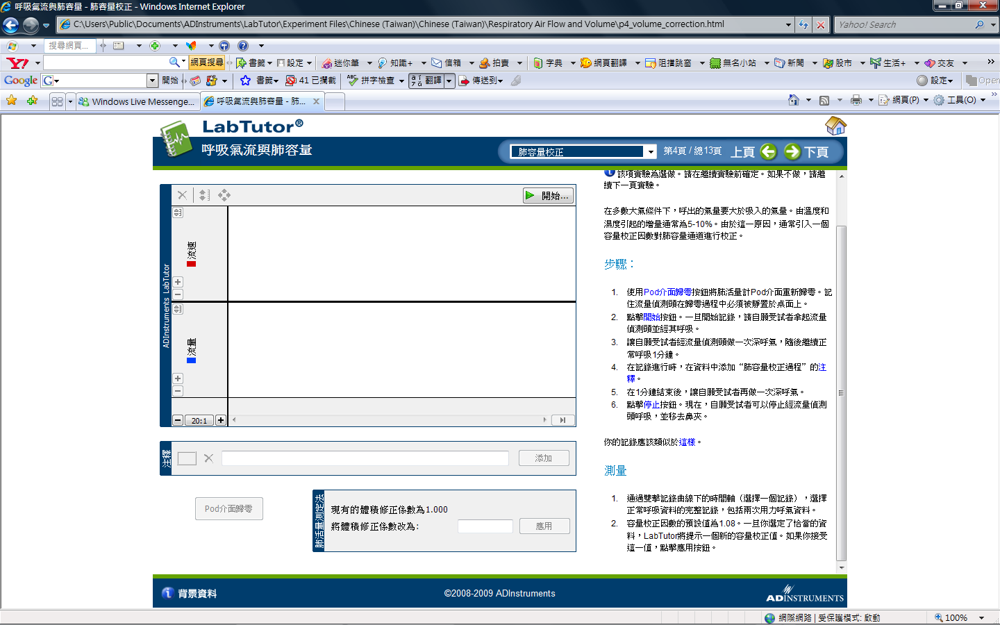 呼吸氣流與肺容量 - 肺容量校正 - Windows Internet Explorer
C:\Users\Public\Documents\ADInstruments\LabTutor\Experiment Files\Chinese (Taiwan)\Chinese (Taiwan)\Respiratory Air Flow and Volume\p4_volume_correction.html
Yahoo! Search
搜尋網頁...
Y! 網頁搜尋 書籤 設定 迷你筆 知識+ 信箱 拍賣 字典 網頁翻譯 阻擋跳窗 無名小站 新聞 股市 生活+ 交友 »
Google G 開始 書籤 41 已攔截 拼字檢查 翻譯 傳送到 設定 Open
Windows Live Messenge...
呼吸氣流與肺容量 - 肺...
網頁(P) 工具(O) »
LabTutor®
呼吸氣流與肺容量
肺容量校正
第4頁 / 總13頁
上頁
下頁
開始...
ADInstruments LabTutor
流速
流量
20:1
注釋
添加
Pod介面歸零
肺活量測定法
現有的體積修正係數為1.000
將體積修正係數改為:
應用
該項實驗為選做。請在繼續實驗前確定。如果不做，請繼
續下一頁實驗。
在多數大氣條件下，呼出的氣量要大於吸入的氣量。由溫度和
濕度引起的增量通常為5-10%。由於這一原因，通常引入一個
容量校正因數對肺容量通道進行校正。
步驟：
1. 使用Pod介面歸零按鈕將肺活量計Pod介面重新歸零。記
住流量偵測頭在歸零過程中必須被靜置於桌面上。
2. 點擊開始按鈕。一旦開始記錄，請自願受試者拿起流量
偵測頭並經其呼吸。
3. 讓自願受試者經流量偵測頭做一次深呼氣，隨後繼續正
常呼吸1分鐘。
4. 在記錄進行時，在資料中添加“肺容量校正過程”的注
釋。
5. 在1分鐘結束後，讓自願受試者再做一次深呼氣。
6. 點擊停止按鈕。現在，自願受試者可以停止經流量偵測
頭呼吸，並移去鼻夾。
你的記錄應該類似於這樣。
測量
1. 通過雙擊記錄曲線下的時間軸（選擇一個記錄），選擇
正常呼吸資料的完整記錄，包括兩次用力呼氣資料。
2. 容量校正因數的預設值為1.08。一旦你選定了恰當的資
料，LabTutor將提示一個新的容量校正值。如果你接受
這一值，點擊應用按鈕。
背景資料
©2008-2009 ADInstruments
ADINSTRUMENTS
網際網路 | 受保護模式: 啟動
100%